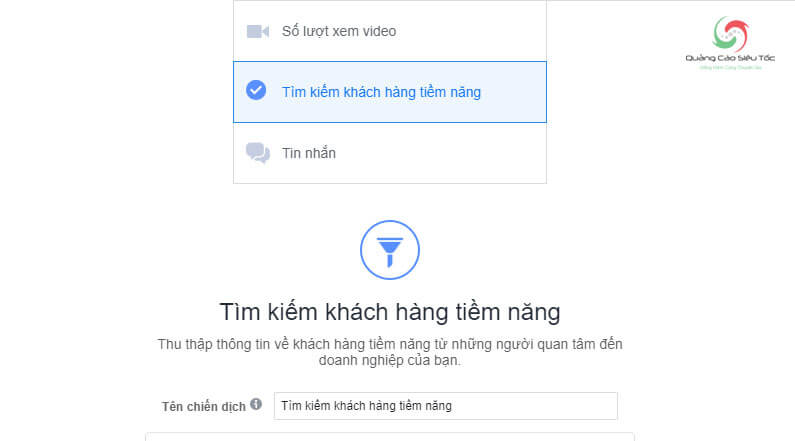 Số lượt xem video
Quảng Cáo Siêu Tốc
Tìm kiếm khách hàng tiềm năng
Tin nhắn
Tìm kiếm khách hàng tiềm năng
Thu thập thông tin về khách hàng tiềm năng từ những người quan tâm đến
doanh nghiệp của bạn.
Tên chiến dịch
Tìm kiếm khách hàng tiềm năng